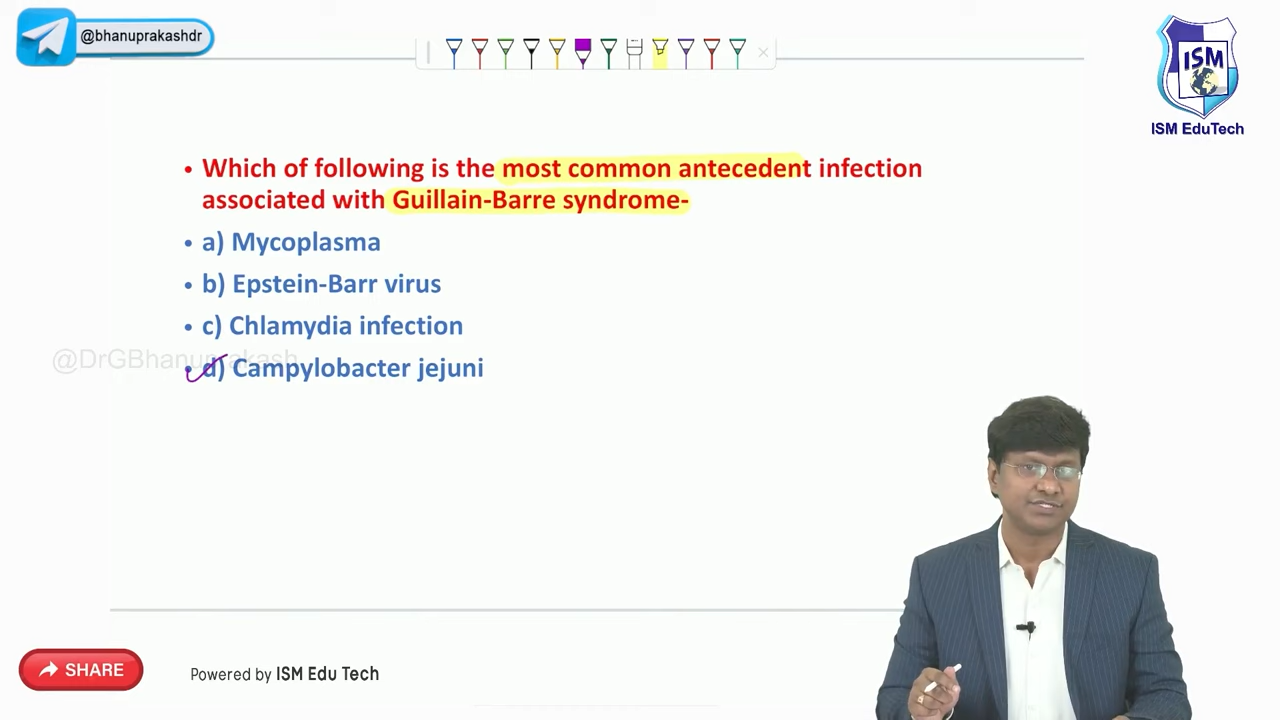 @bhanuprakashdr
ISM
ISM EduTech
• Which of following is the most common antecedent infection
associated with Guillain-Barre syndrome-
• a) Mycoplasma
• b) Epstein-Barr virus
• c) Chlamydia infection
@DrGBhanuprakash
• d) Campylobacter jejuni
SHARE
Powered by ISM Edu Tech